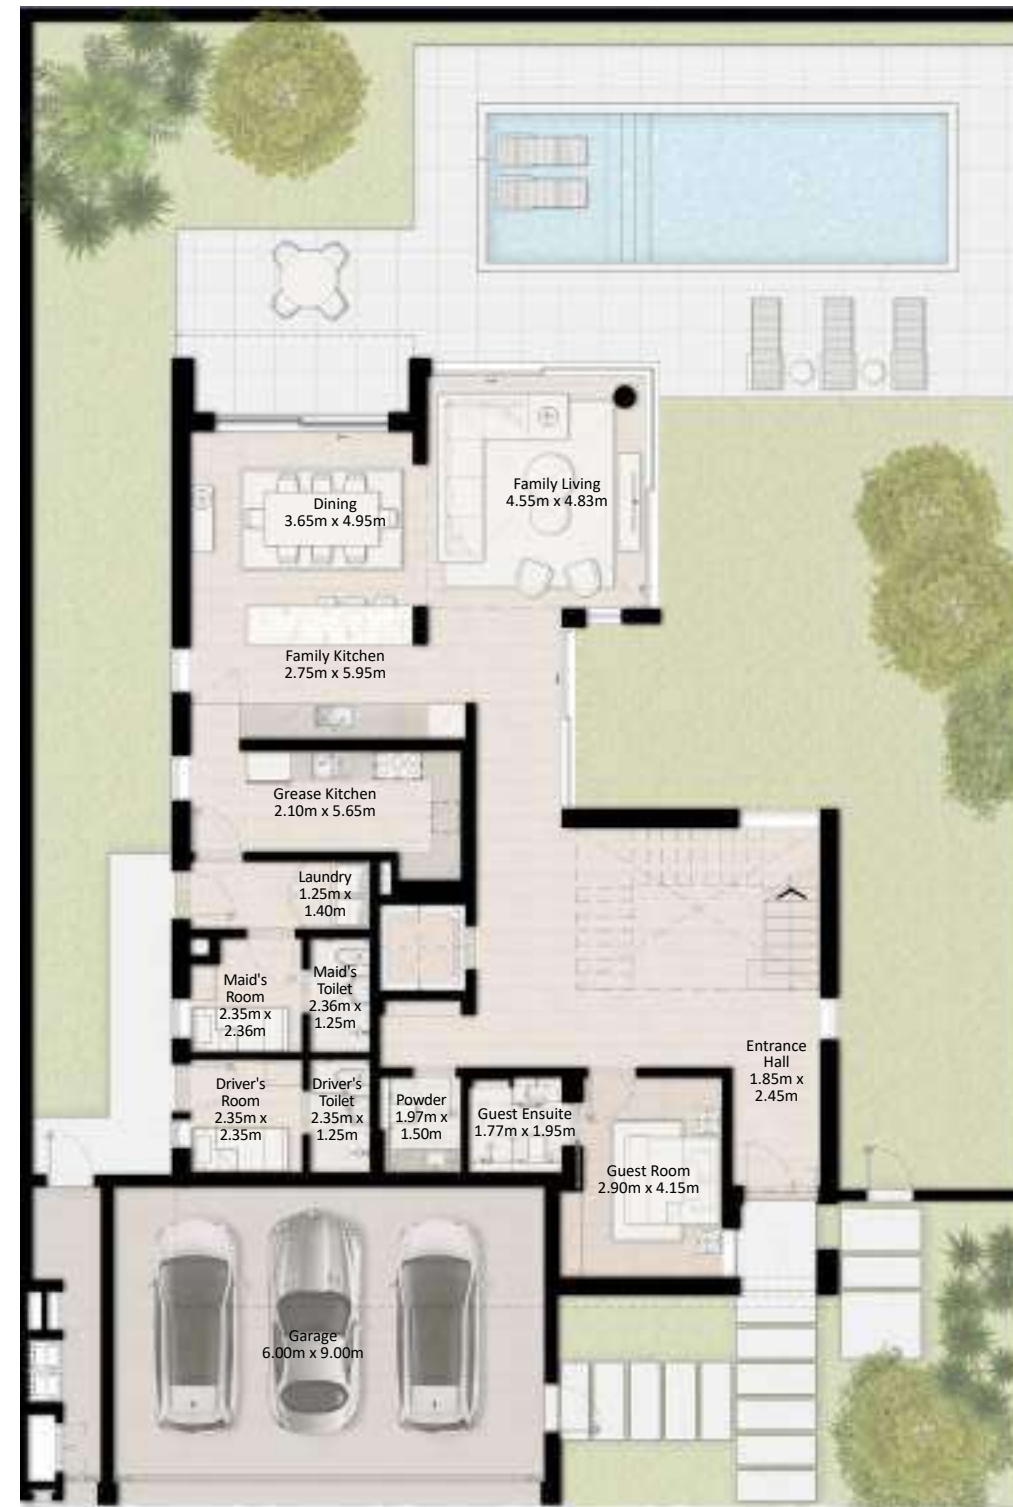 Family Living
4.55m x 4.83m
Dining
3.65m x 4.95m
Family Kitchen
2.75m x 5.95m
Grease Kitchen
2.10m x 5.65m
Laundry
1.25m x
1.40m
Maid's
Room
2.35m x
2.36m
Maid's
Toilet
2.36m x
1.25m
Entrance
Hall
1.85m x
2.45m
Driver's
Room
2.35m x
2.35m
Driver's
Toilet
2.35m x
1.25m
Powder
1.97m x
1.50m
Guest Ensuite
1.77m x 1.95m
Guest Room
2.90m x 4.15m
Garage
6.00m x 9.00m